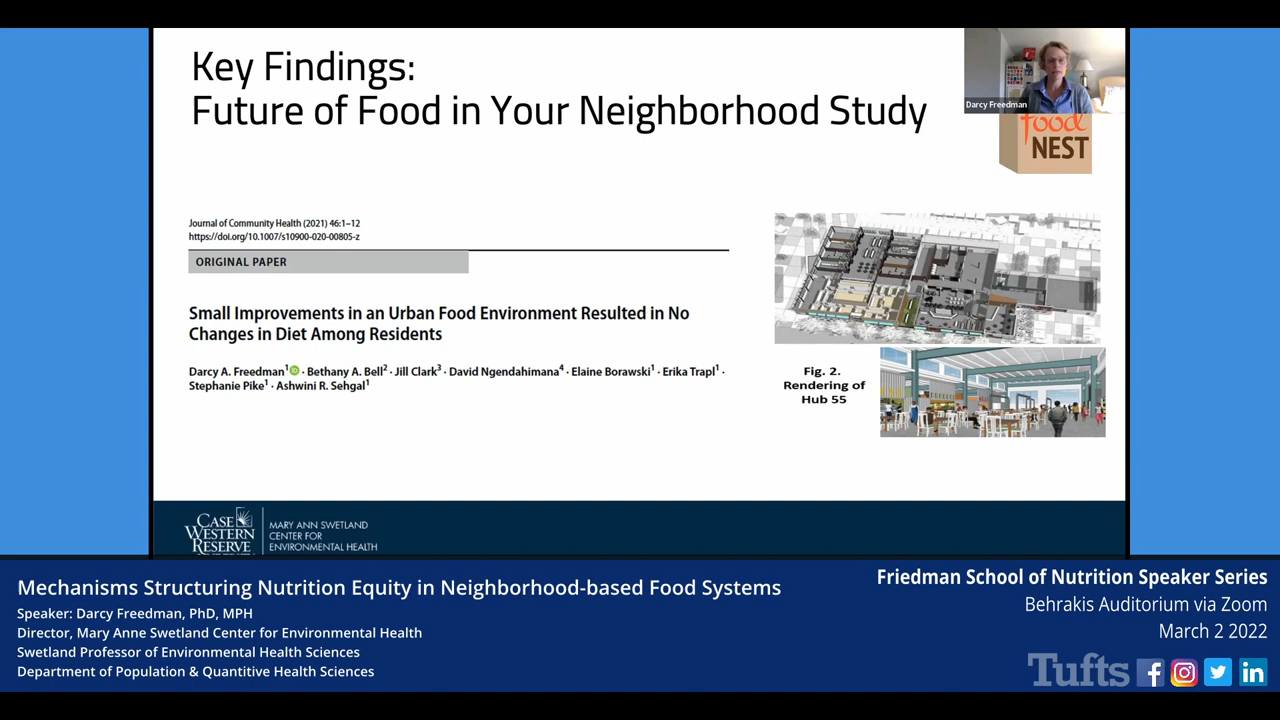 Key Findings:
Future of Food in Your Neighborhood Study
Darcy Freedman
food
NEST
Journal of Community Health (2021) 46:1–12
https://doi.org/10.1007/s10900-020-00805-z
ORIGINAL PAPER
Small Improvements in an Urban Food Environment Resulted in No
Changes in Diet Among Residents
Darcy A. Freedman1 · Bethany A. Bell2 · Jill Clark3 · David Ngendahimana4 · Elaine Borawski1 · Erika Trapl1 ·
Stephanie Pike1 · Ashwini R. Sehgal1
Fig. 2.
Rendering of
Hub 55
CASE
WESTERN
RESERVE
MARY ANN SWETLAND
CENTER FOR
ENVIRONMENTAL HEALTH
Mechanisms Structuring Nutrition Equity in Neighborhood-based Food Systems
Speaker: Darcy Freedman, PhD, MPH
Director, Mary Anne Swetland Center for Environmental Health
Swetland Professor of Environmental Health Sciences
Department of Population & Quantitative Health Sciences
Friedman School of Nutrition Speaker Series
Behrakis Auditorium via Zoom
March 2 2022
Tufts